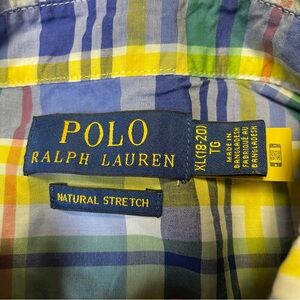 POLO
RALPH LAUREN
NATURAL STRETCH
XL(18-20)
TG
MADE IN
BANGLADESH
FABRIQUÉ AU
BANGLADESH